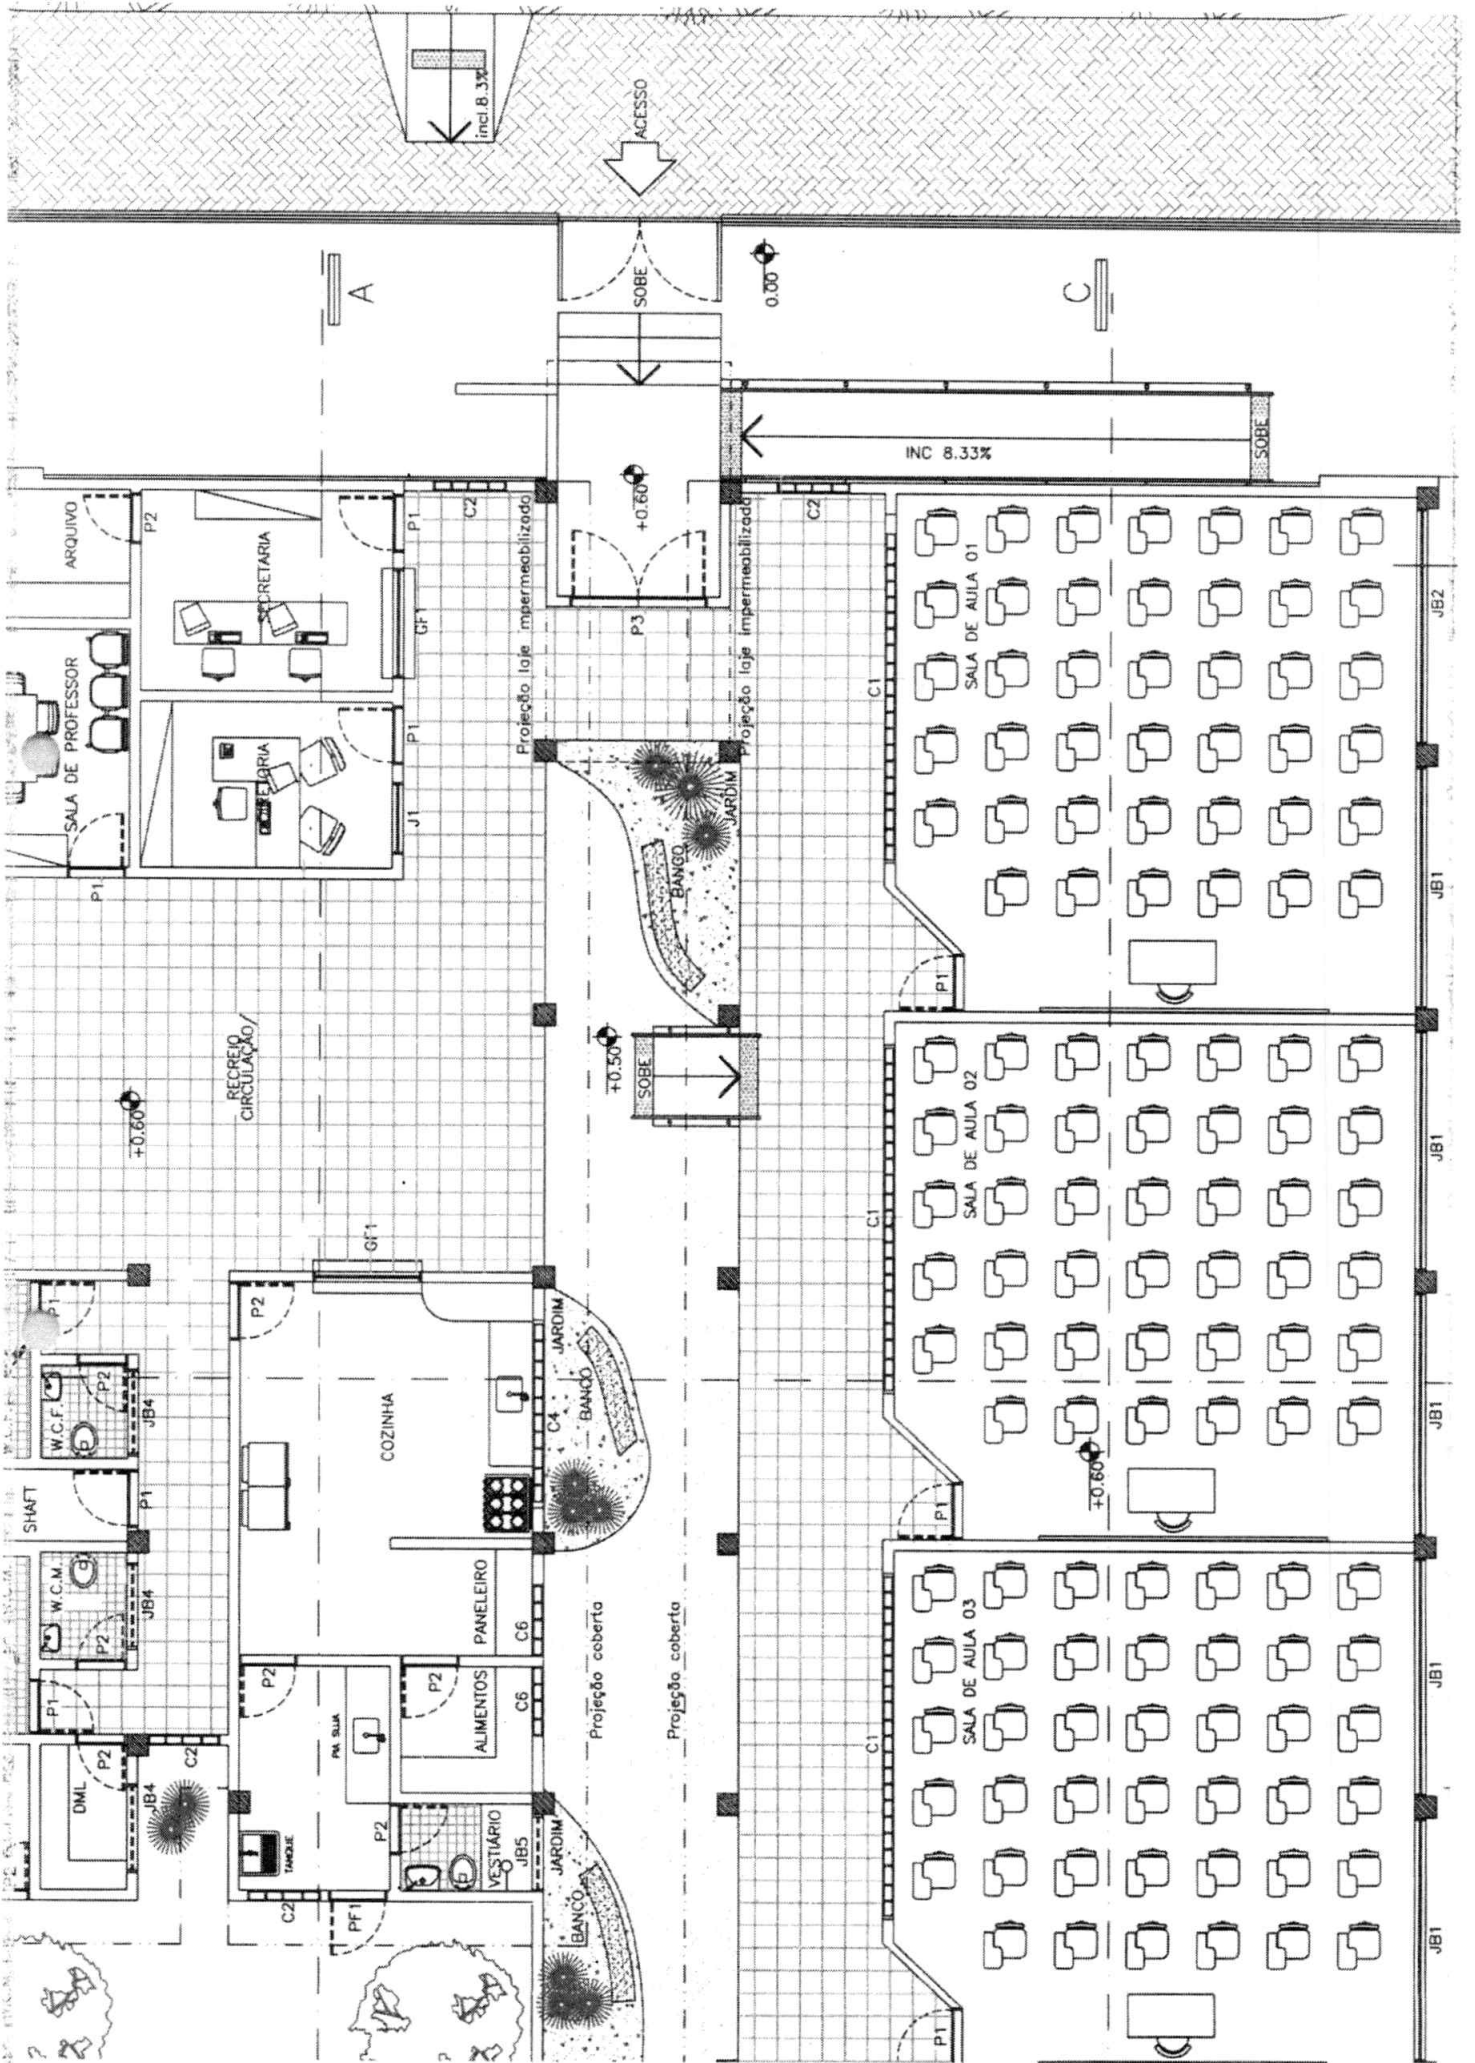 incl.8.3%
ACESSO
A
SOBE
0.00
C
INC 8.33%
SOBE
ARQUIVO
P2
SECRETARIA
P1
GF1
C2
Projeção laje impermeabilizada
+0.60
P3
Projeção laje impermeabilizada
C2
C1
SALA DE AULA 01
JB2
SALA DE PROFESSOR
P1
P1
J1
JARDIM
BANCO
P1
JB1
RECREIO/
CIRCULAÇÃO
+0.60
+0.50
SOBE
C1
SALA DE AULA 02
JB1
GF1
P1
P2
W.C.F.
P2
JB4
COZINHA
C4
JARDIM
BANCO
+0.60
P1
JB1
SHAFT
P1
W.C.M.
P2
JB4
PANELEIRO
C6
Projeção coberta
Projeção coberta
C1
SALA DE AULA 03
JB1
P1
P2
PIA SUJA
P2
ALIMENTOS
C6
P2
C2
DML
JB4
TANQUE
P2
VESTIÁRIO
JB5
JARDIM
BANCO
C2
PF1
P1
JB1